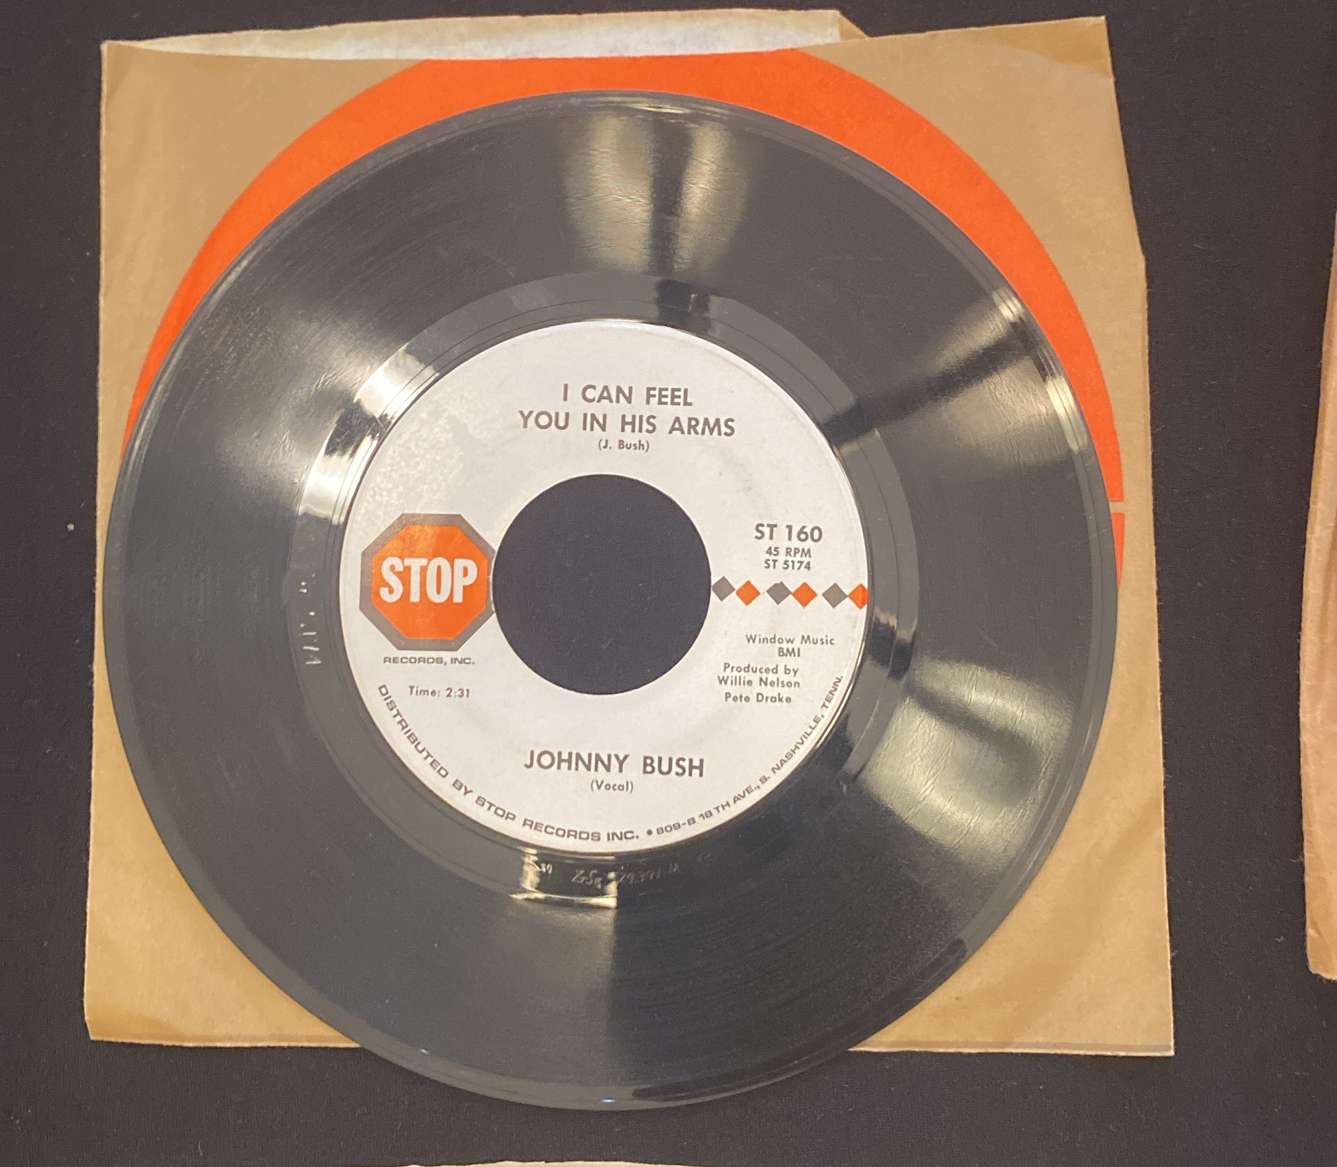 I CAN FEEL
YOU IN HIS ARMS
(J. Bush)
ST 160
45 RPM
ST 5174
STOP
RECORDS, INC.
Window Music
BMI
Produced by
Willie Nelson
Pete Drake
Time: 2:31
JOHNNY BUSH
(Vocal)
DISTRIBUTED BY STOP RECORDS INC. • 809-B 18TH AVE., S. NASHVILLE, TENN.